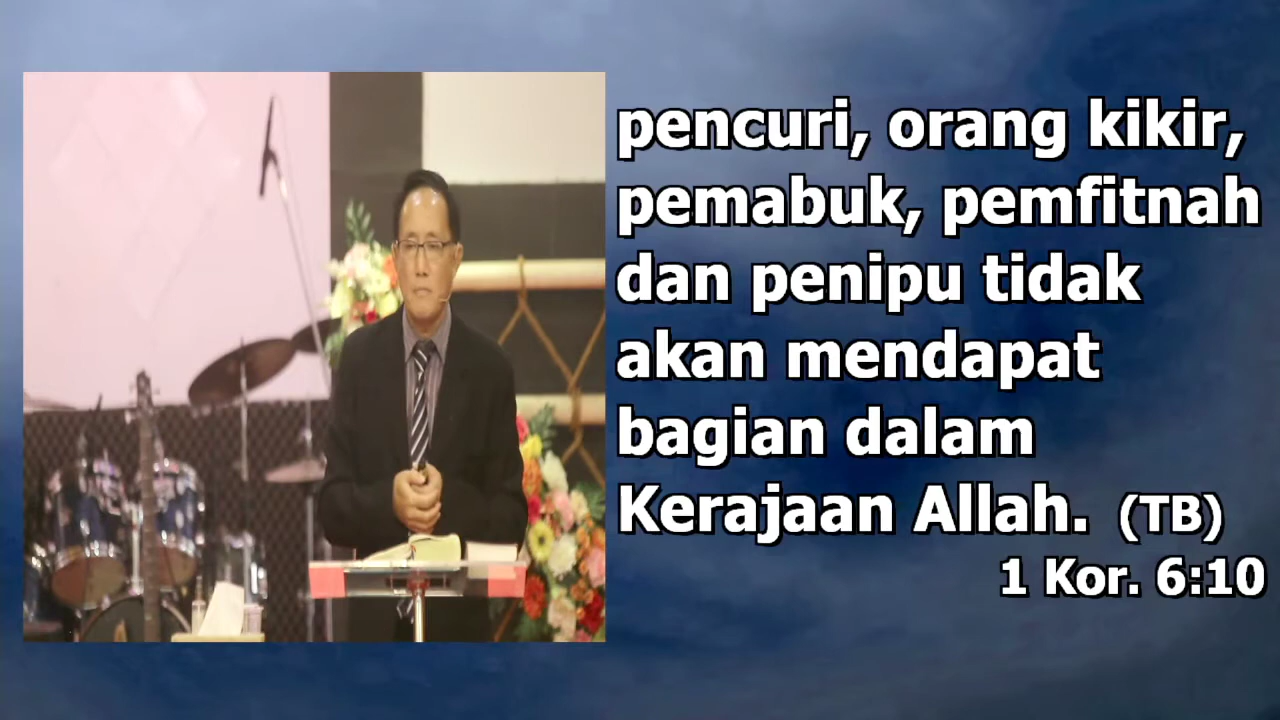 pencuri, orang kikir,
pemabuk, pemfitnah
dan penipu tidak
akan mendapat
bagian dalam
Kerajaan Allah. (TB)
1 Kor. 6:10